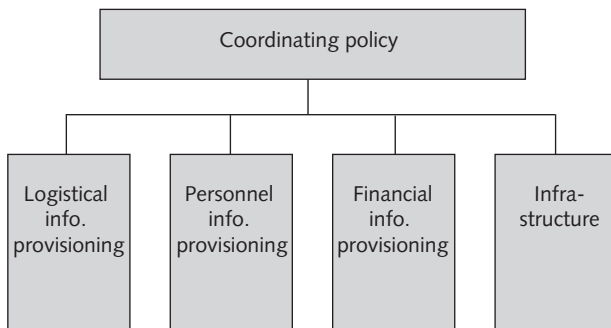 Coordinating policy
Logistical
info.
provisioning
Personnel
info.
provisioning
Financial
info.
provisioning
Infra-
structure